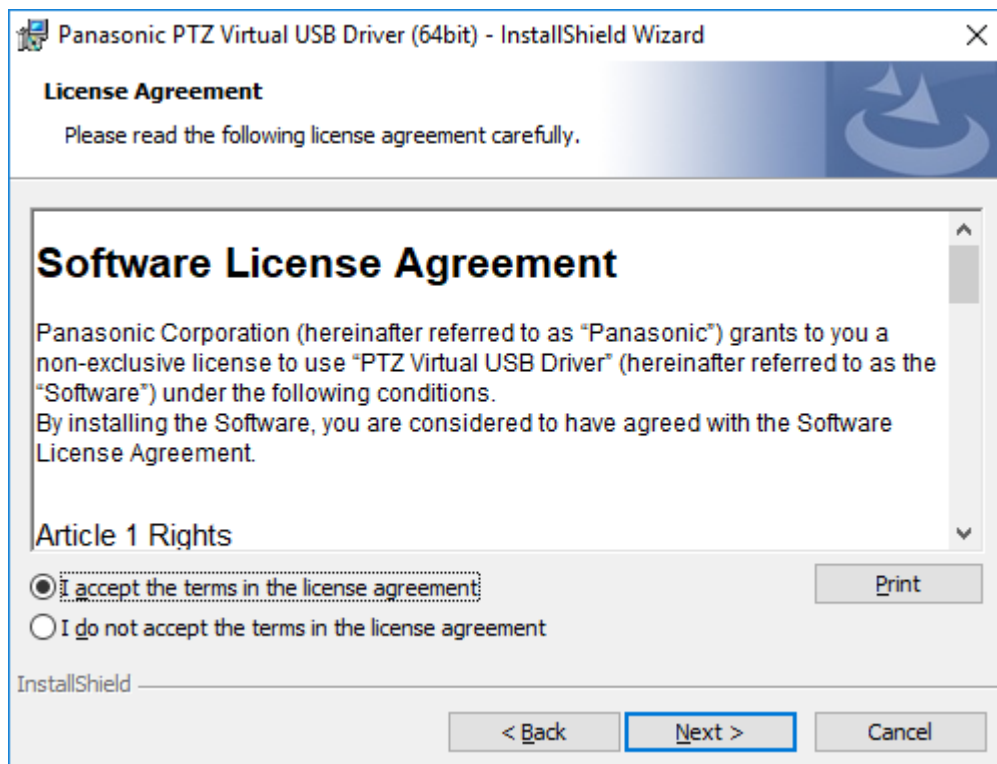 Panasonic PTZ Virtual USB Driver (64bit) - InstallShield Wizard
License Agreement
Please read the following license agreement carefully.
Software License Agreement
Panasonic Corporation (hereinafter referred to as “Panasonic”) grants to you a
non-exclusive license to use “PTZ Virtual USB Driver” (hereinafter referred to as the
“Software”) under the following conditions.
By installing the Software, you are considered to have agreed with the Software
License Agreement.
Article 1 Rights
I accept the terms in the license agreement
Print
I do not accept the terms in the license agreement
InstallShield
< Back
Next >
Cancel